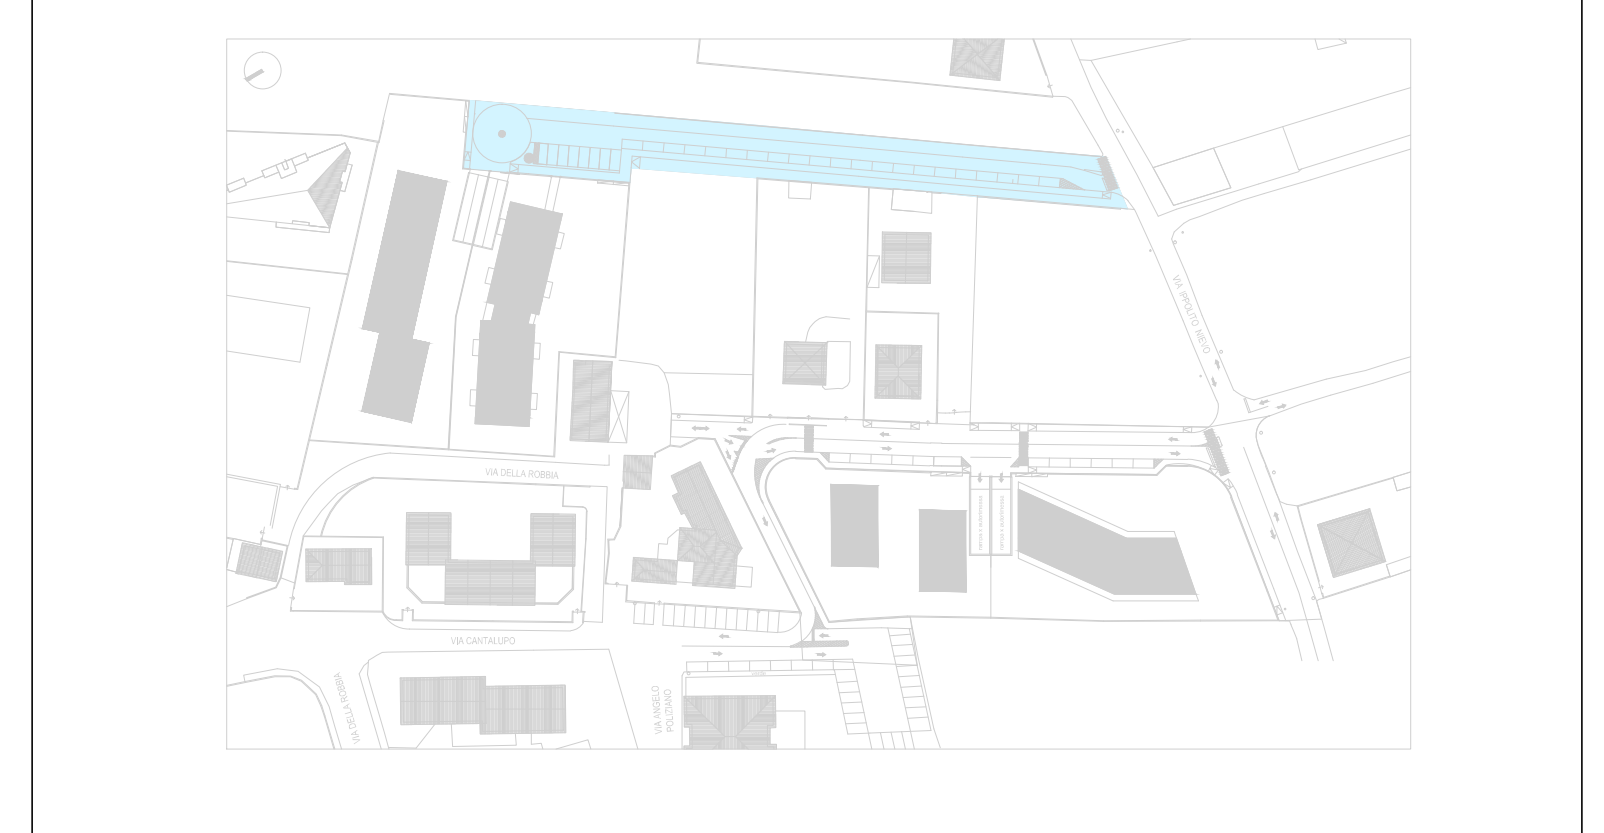 VIA IPPOLITO NIEVO
VIA DELLA ROBBIA
VIA CANTALUPO
VIA DELLA ROBBIA
VIA ANGELO
POLIZIANO